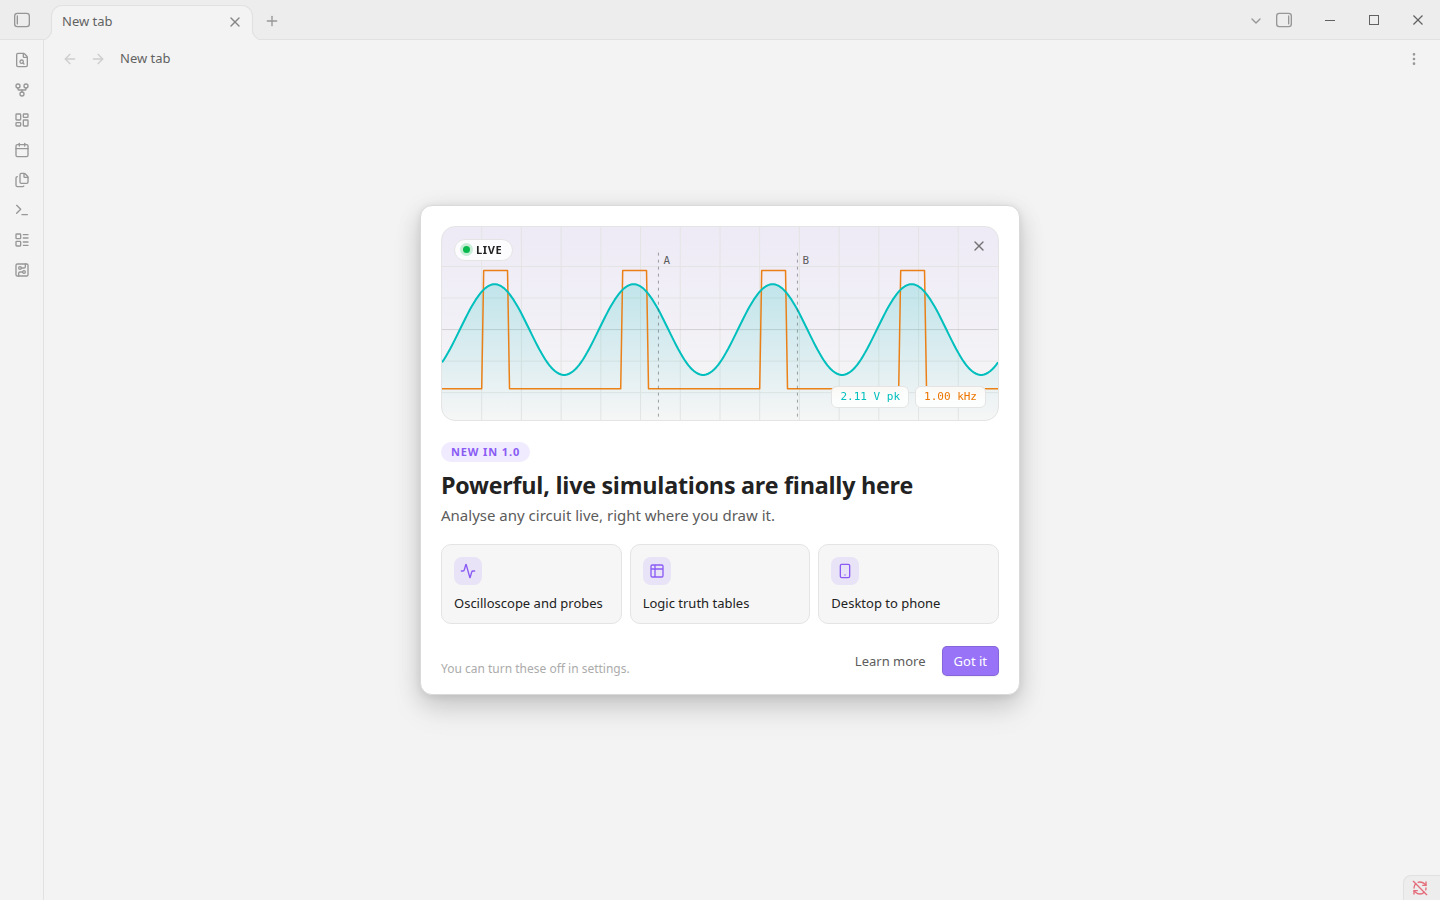 New tab
New tab
LIVE
A
B
2.11 V pk
1.00 kHz
NEW IN 1.0
Powerful, live simulations are finally here
Analyse any circuit live, right where you draw it.
Oscilloscope and probes
Logic truth tables
Desktop to phone
You can turn these off in settings.
Learn more
Got it